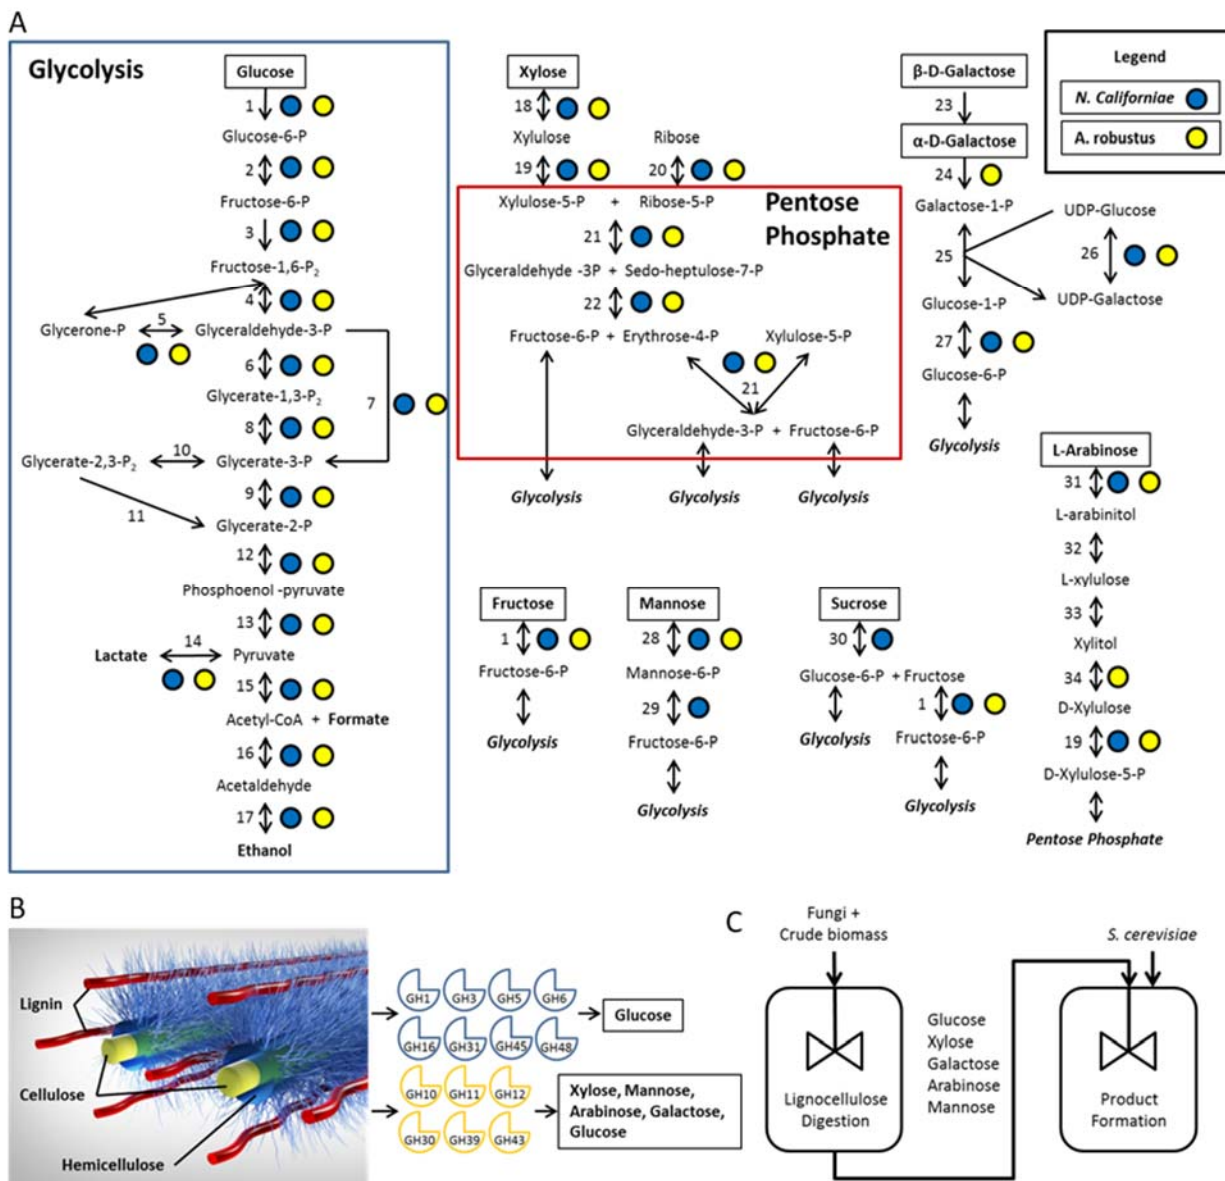 A
Glycolysis
Glucose
1
Glucose-6-P
2
Fructose-6-P
3
Fructose-1,6-P₂
4
Glycerone-P
5
Glyceraldehyde-3-P
6
7
Glycerate-1,3-P₂
8
Glycerate-2,3-P₂
10
Glycerate-3-P
9
11
Glycerate-2-P
12
Phosphoenol -pyruvate
13
Lactate
14
Pyruvate
15
Acetyl-CoA + Formate
16
Acetaldehyde
17
Ethanol
Xylose
18
Xylulose
Ribose
19
20
Xylulose-5-P + Ribose-5-P
Pentose
Phosphate
21
Glyceraldehyde -3P + Sedo-heptulose-7-P
22
Fructose-6-P + Erythrose-4-P
Xylulose-5-P
21
Glyceraldehyde-3-P + Fructose-6-P
Glycolysis
Glycolysis
Glycolysis
β-D-Galactose
23
α-D-Galactose
24
Galactose-1-P
UDP-Glucose
25
26
Glucose-1-P
UDP-Galactose
27
Glucose-6-P
Glycolysis
Legend
N. Californiae
A. robustus
L-Arabinose
31
L-arabinitol
32
L-xylulose
33
Xylitol
34
D-Xylulose
19
D-Xylulose-5-P
Pentose Phosphate
Fructose
1
Fructose-6-P
Glycolysis
Mannose
28
Mannose-6-P
29
Fructose-6-P
Glycolysis
Sucrose
30
Glucose-6-P + Fructose
1
Glycolysis
Fructose-6-P
Glycolysis
B
Lignin
Cellulose
Hemicellulose
GH1 GH3 GH5 GH6
GH16 GH31 GH45 GH48
Glucose
GH10 GH11 GH12
GH30 GH39 GH43
Xylose, Mannose,
Arabinose, Galactose,
Glucose
C
Fungi +
Crude biomass
S. cerevisiae
Lignocellulose
Digestion
Glucose
Xylose
Galactose
Arabinose
Mannose
Product
Formation